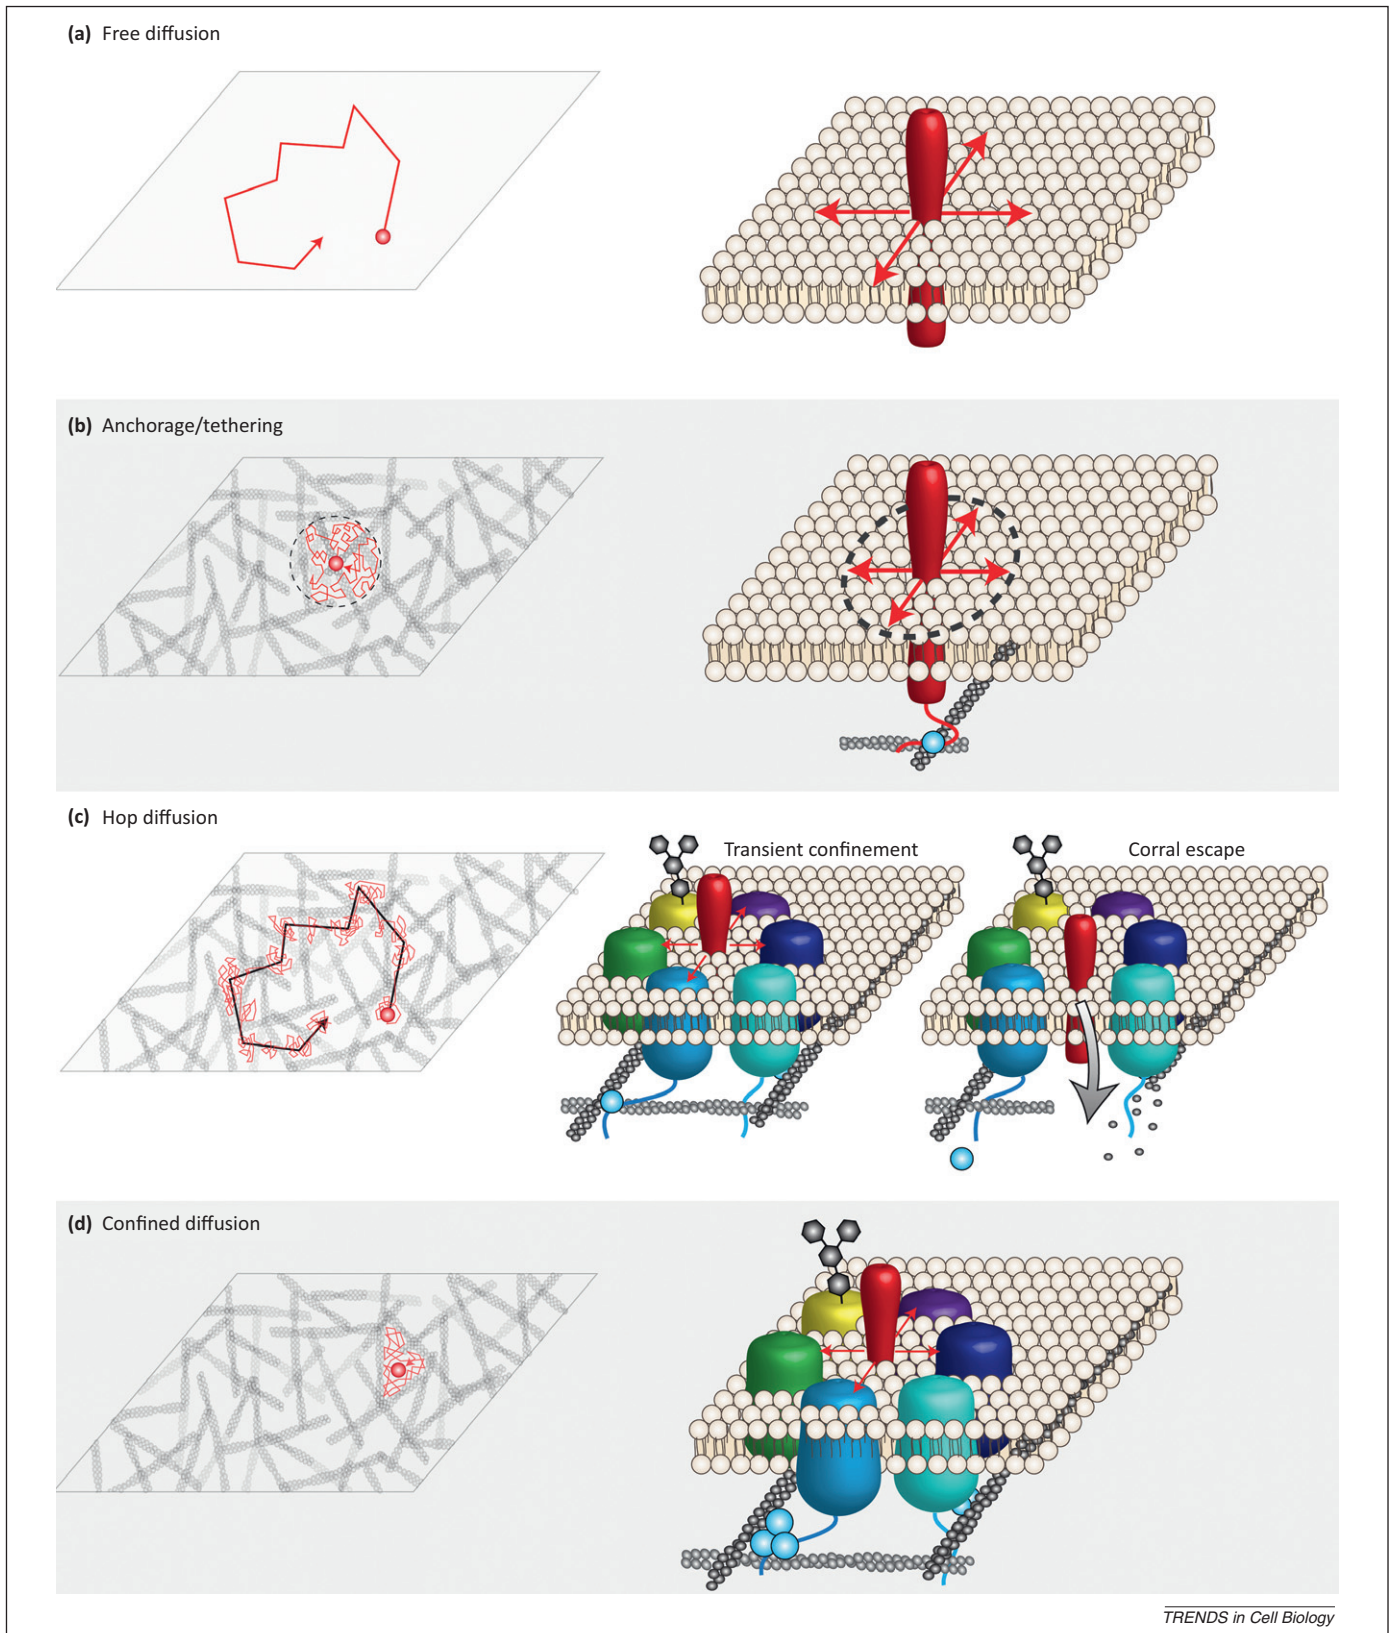 (a) Free diffusion
(b) Anchorage/tethering
(c) Hop diffusion
Transient confinement
Corral escape
(d) Confined diffusion
TRENDS in Cell Biology